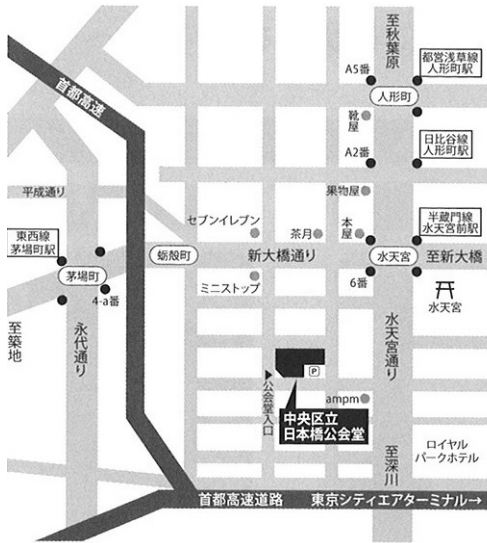 至秋葉原
都営浅草線
人形町駅
A5番
首都高速
人形町
靴屋
日比谷線
人形町駅
A2番
果物屋
平成通り
セブンイレブン
茶月
本屋
半蔵門線
水天宮前駅
東西線
茅場町駅
蛎殻町
新大橋通り
水天宮
至新大橋
茅場町
4-a番
ミニストップ
6番
水天宮
至築地
永代通り
水天宮通り
P
公会堂入口
ampm
中央区立
日本橋公会堂
至深川
ロイヤル
パークホテル
首都高速道路
東京シティエアターミナル→